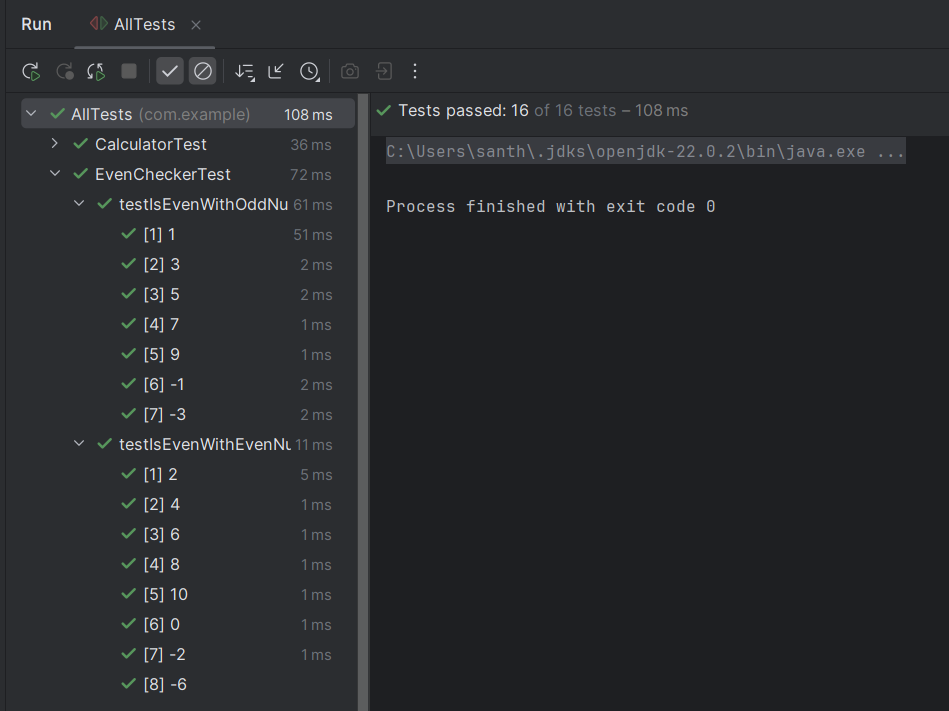 Run AllTests
AllTests (com.example) 108 ms
CalculatorTest 36 ms
EvenCheckerTest 72 ms
testIsEvenWithOddNu 61 ms
[1] 1 51 ms
[2] 3 2 ms
[3] 5 2 ms
[4] 7 1 ms
[5] 9 1 ms
[6] -1 2 ms
[7] -3 2 ms
testIsEvenWithEvenNu 11 ms
[1] 2 5 ms
[2] 4 1 ms
[3] 6 1 ms
[4] 8 1 ms
[5] 10 1 ms
[6] 0 1 ms
[7] -2 1 ms
[8] -6
Tests passed: 16 of 16 tests – 108 ms
C:\Users\santh\.jdks\openjdk-22.0.2\bin\java.exe ...
Process finished with exit code 0